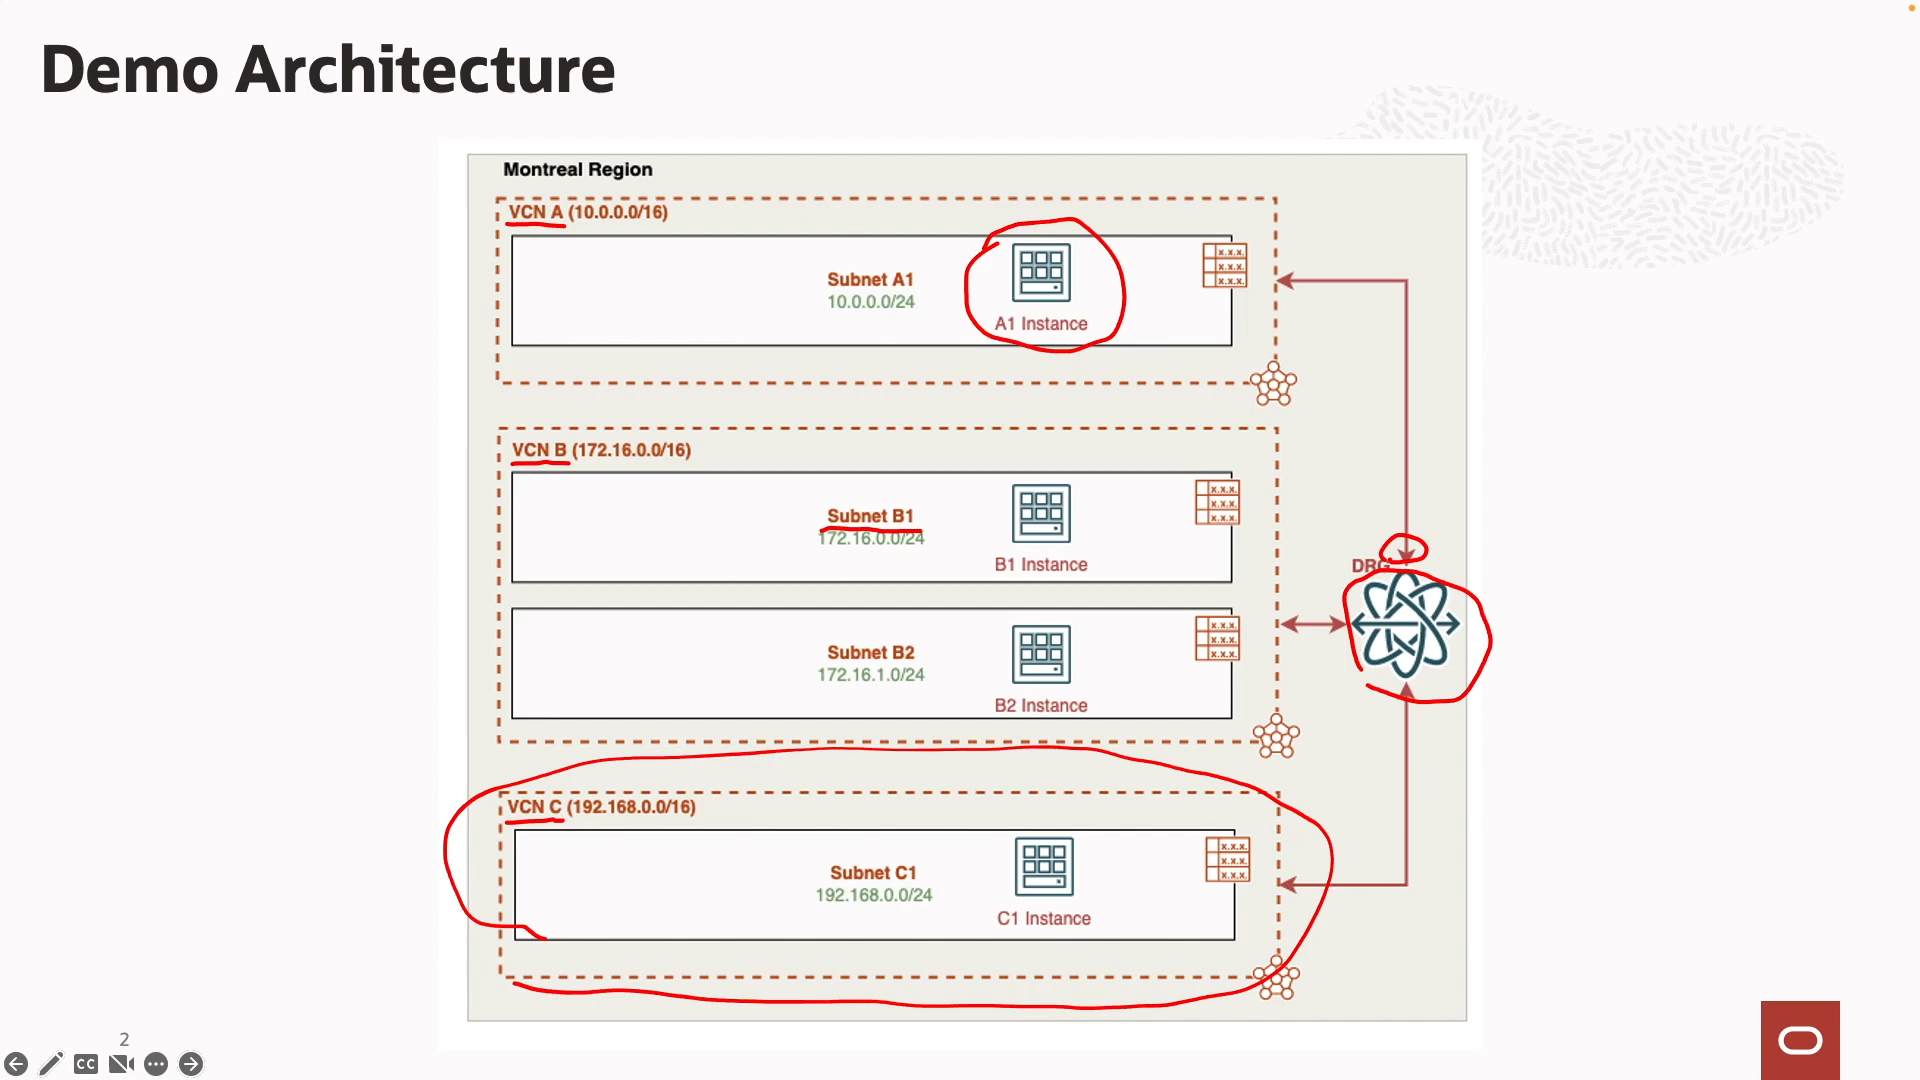 Demo Architecture
Montreal Region
VCN A (10.0.0.0/16)
Subnet A1
10.0.0.0/24
A1 Instance
x.x.x.
x.x.x.
x.x.x.
VCN B (172.16.0.0/16)
Subnet B1
172.16.0.0/24
B1 Instance
x.x.x.
x.x.x.
x.x.x.
DRG
Subnet B2
172.16.1.0/24
B2 Instance
x.x.x.
x.x.x.
x.x.x.
VCN C (192.168.0.0/16)
Subnet C1
192.168.0.0/24
C1 Instance
x.x.x.
x.x.x.
x.x.x.
2
CC